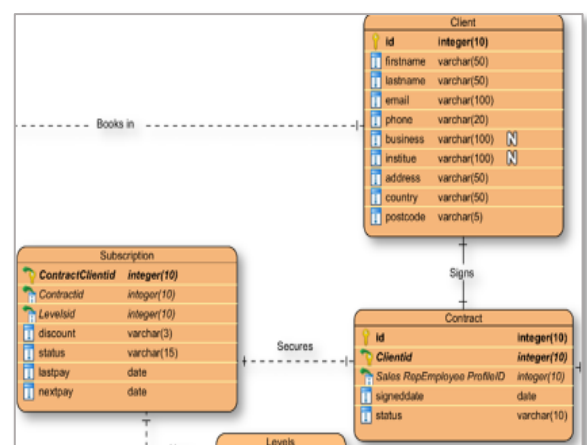 Client
id integer(10)
firstname varchar(50)
lastname varchar(50)
email varchar(100)
phone varchar(20)
business varchar(100) N
institue varchar(100) N
address varchar(50)
country varchar(50)
postcode varchar(5)
Books in
Signs
Subscription
ContractClientid integer(10)
Contractid integer(10)
Levelsid integer(10)
discount varchar(3)
status varchar(15)
lastpay date
nextpay date
Secures
Contract
id integer(10)
Clientid integer(10)
Sales RepEmployee ProfileID integer(10)
signeddate date
status varchar(10)
Levels